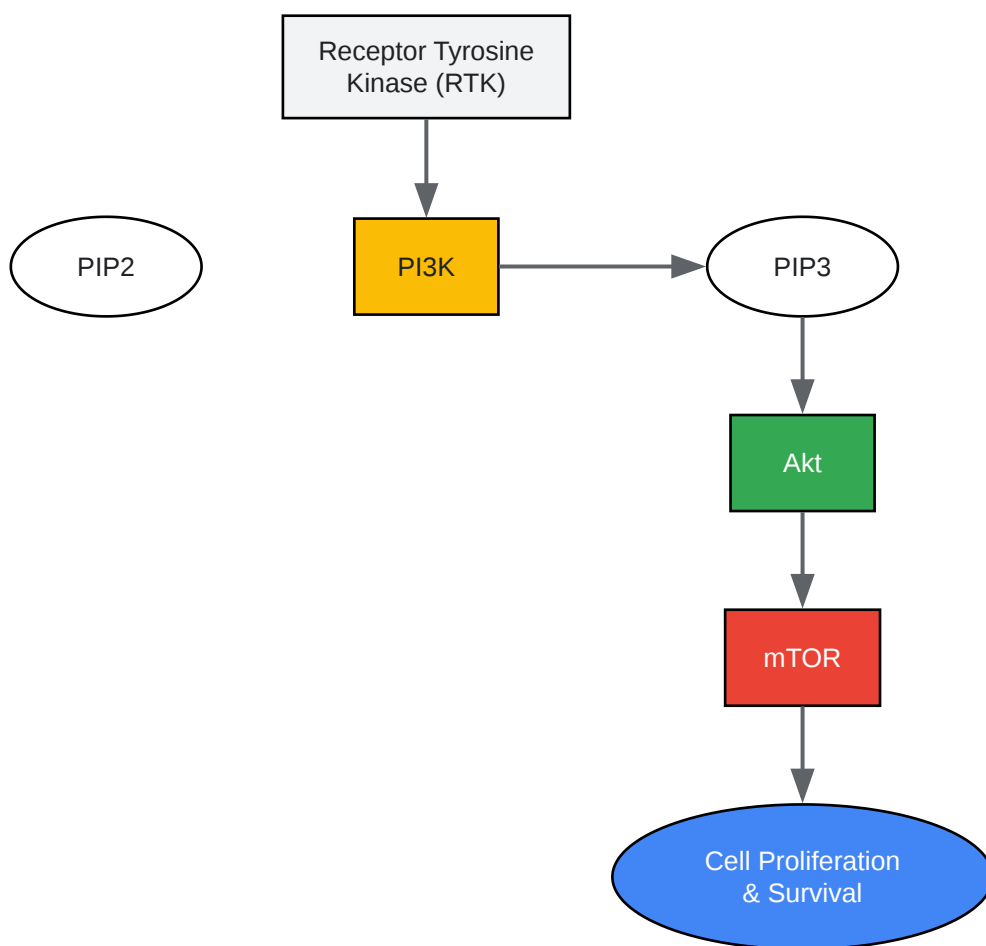 Receptor Tyrosine
Kinase (RTK)
PIP2
PI3K
PIP3
Akt
mTOR
Cell Proliferation
& Survival